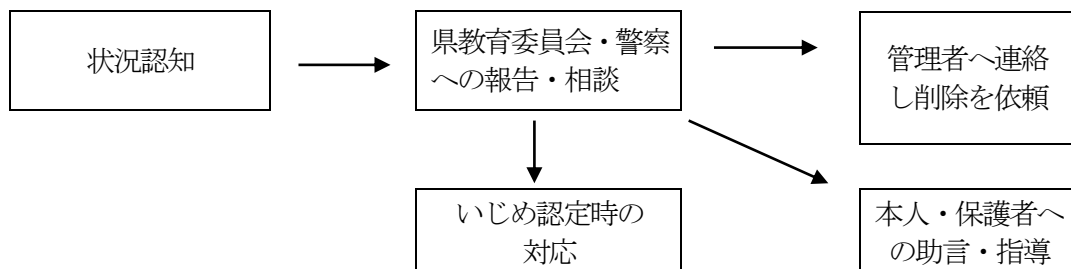 状況認知
県教育委員会・警察
への報告・相談
管理者へ連絡
し削除を依頼
いじめ認定時の
対応
本人・保護者へ
の助言・指導